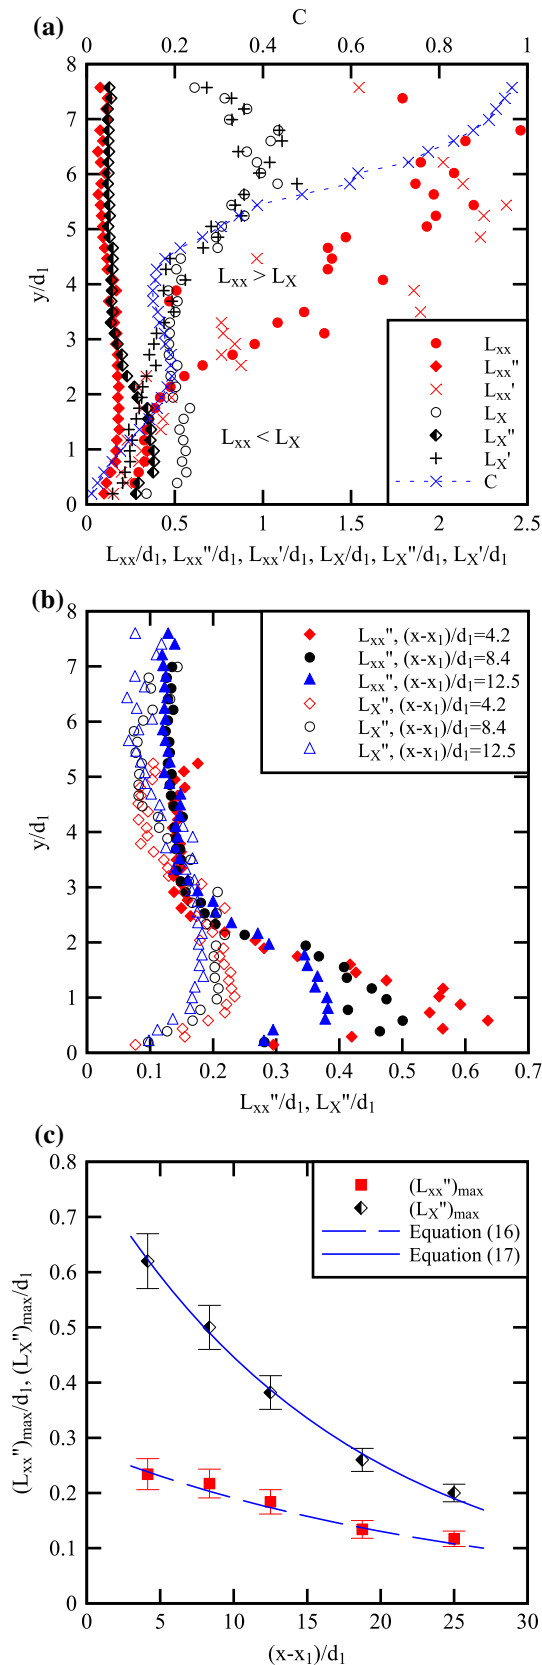 (a)
C
0 0.2 0.4 0.6 0.8 1
8
7
6
5
4
3
2
1
0
y/d₁
Lxx > LX
Lxx < LX
Lxx
Lxx"
Lxx'
LX
LX"
LX'
C
0 0.5 1 1.5 2 2.5
Lxx/d₁, Lxx"/d₁, Lxx'/d₁, LX/d₁, LX"/d₁, LX'/d₁
(b)
8
7
6
5
4
3
2
1
0
y/d₁
Lxx", (x-x₁)/d₁=4.2
Lxx", (x-x₁)/d₁=8.4
Lxx", (x-x₁)/d₁=12.5
LX", (x-x₁)/d₁=4.2
LX", (x-x₁)/d₁=8.4
LX", (x-x₁)/d₁=12.5
0.1 0.2 0.3 0.4 0.5 0.6 0.7
Lxx"/d₁, LX"/d₁
(c)
0.8
0.7
0.6
0.5
0.4
0.3
0.2
0.1
0
(Lxx")max/d₁, (LX")max/d₁
(Lxx")max
(LX")max
Equation (16)
Equation (17)
0 5 10 15 20 25 30
(x-x₁)/d₁